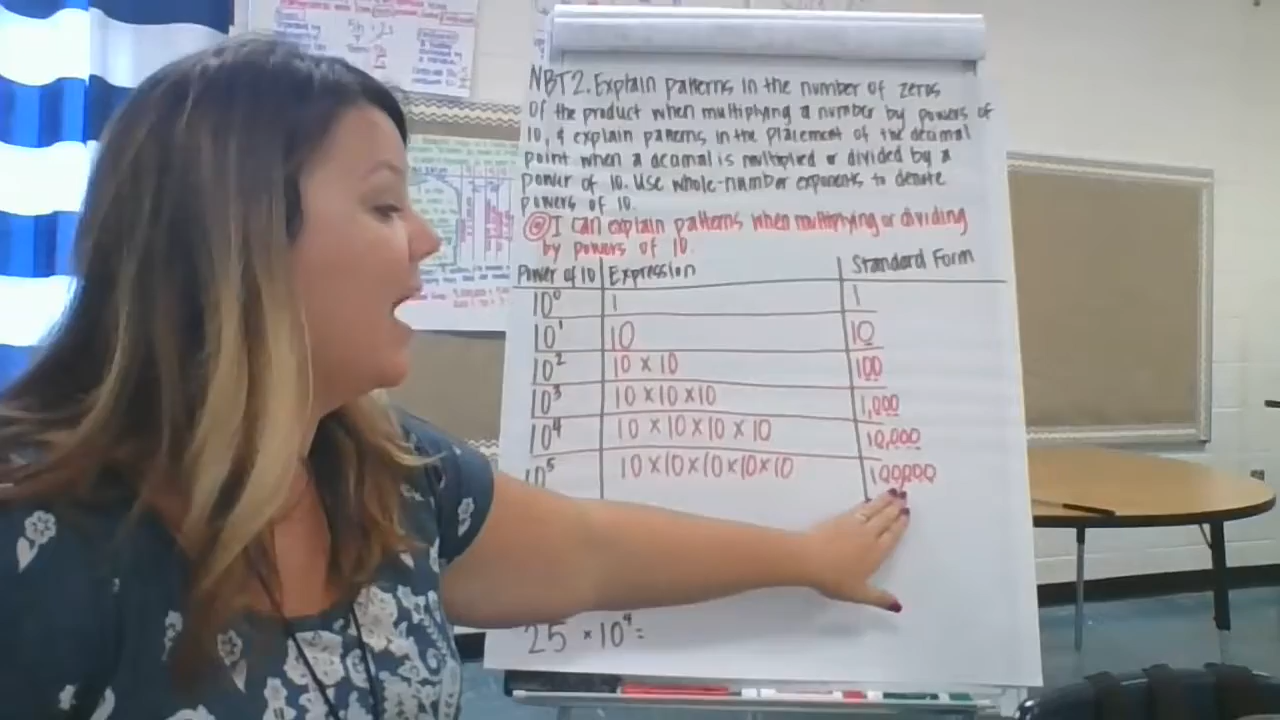 NBT2. Explain patterns in the number of zeros
of the product when multiplying a number by powers of
10, & explain patterns in the placement of the decimal
point when a decimal is multiplied or divided by a
power of 10. Use whole-number exponents to denote
powers of 10.
I can explain patterns when multiplying or dividing
by powers of 10.
Power of 10 Expression Standard Form
10⁰ 1 1
10¹ 10 10
10² 10 × 10 100
10³ 10 × 10 × 10 1,000
10⁴ 10 × 10 × 10 × 10 10,000
10⁵ 10 × 10 × 10 × 10 × 10 100,000
25 × 10⁴ =